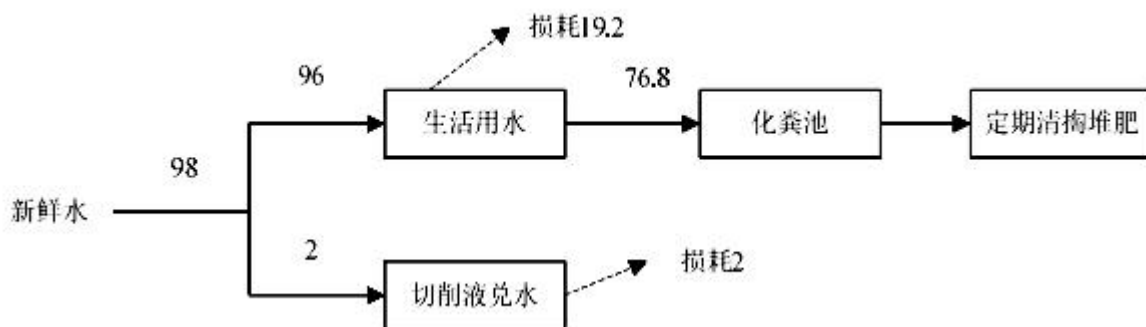 损耗19.2
96
76.8
生活用水
化粪池
定期清掏堆肥
98
新鲜水
2
损耗2
切削液兑水